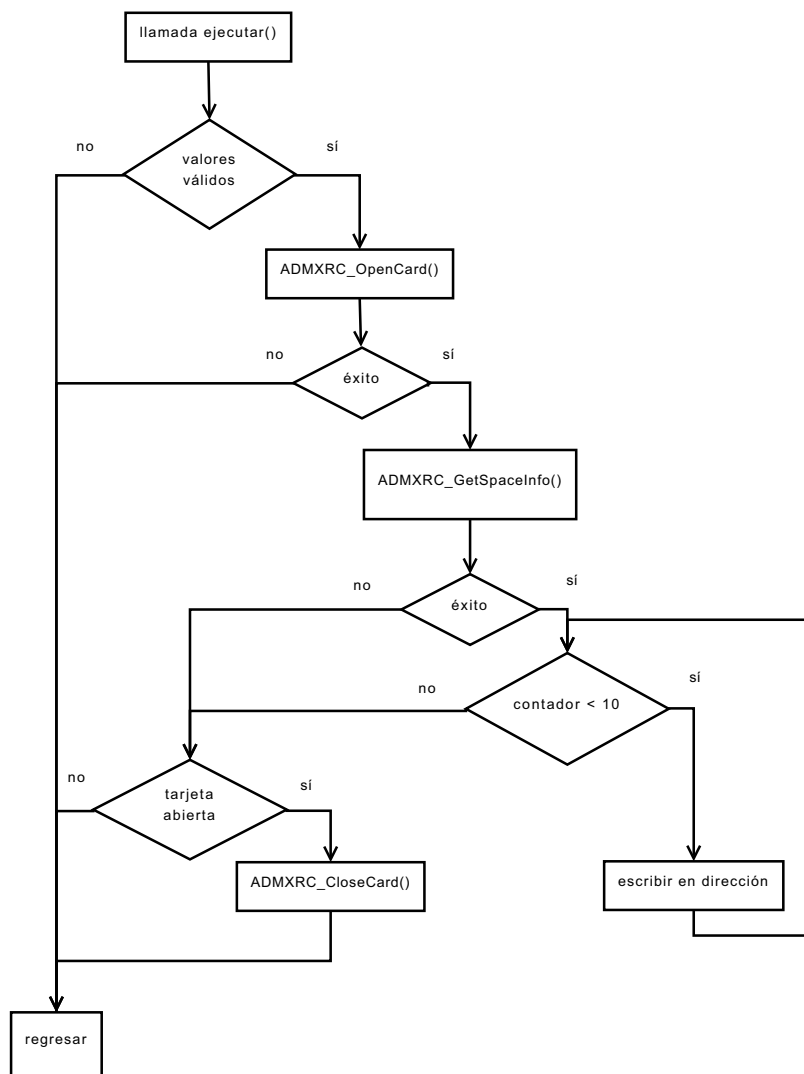 llamada ejecutar()
no
sí
valores
válidos
ADMXRC_OpenCard()
no
sí
éxito
ADMXRC_GetSpaceInfo()
no
sí
éxito
no
sí
contador < 10
no
sí
tarjeta
abierta
ADMXRC_CloseCard()
escribir en dirección
regresar